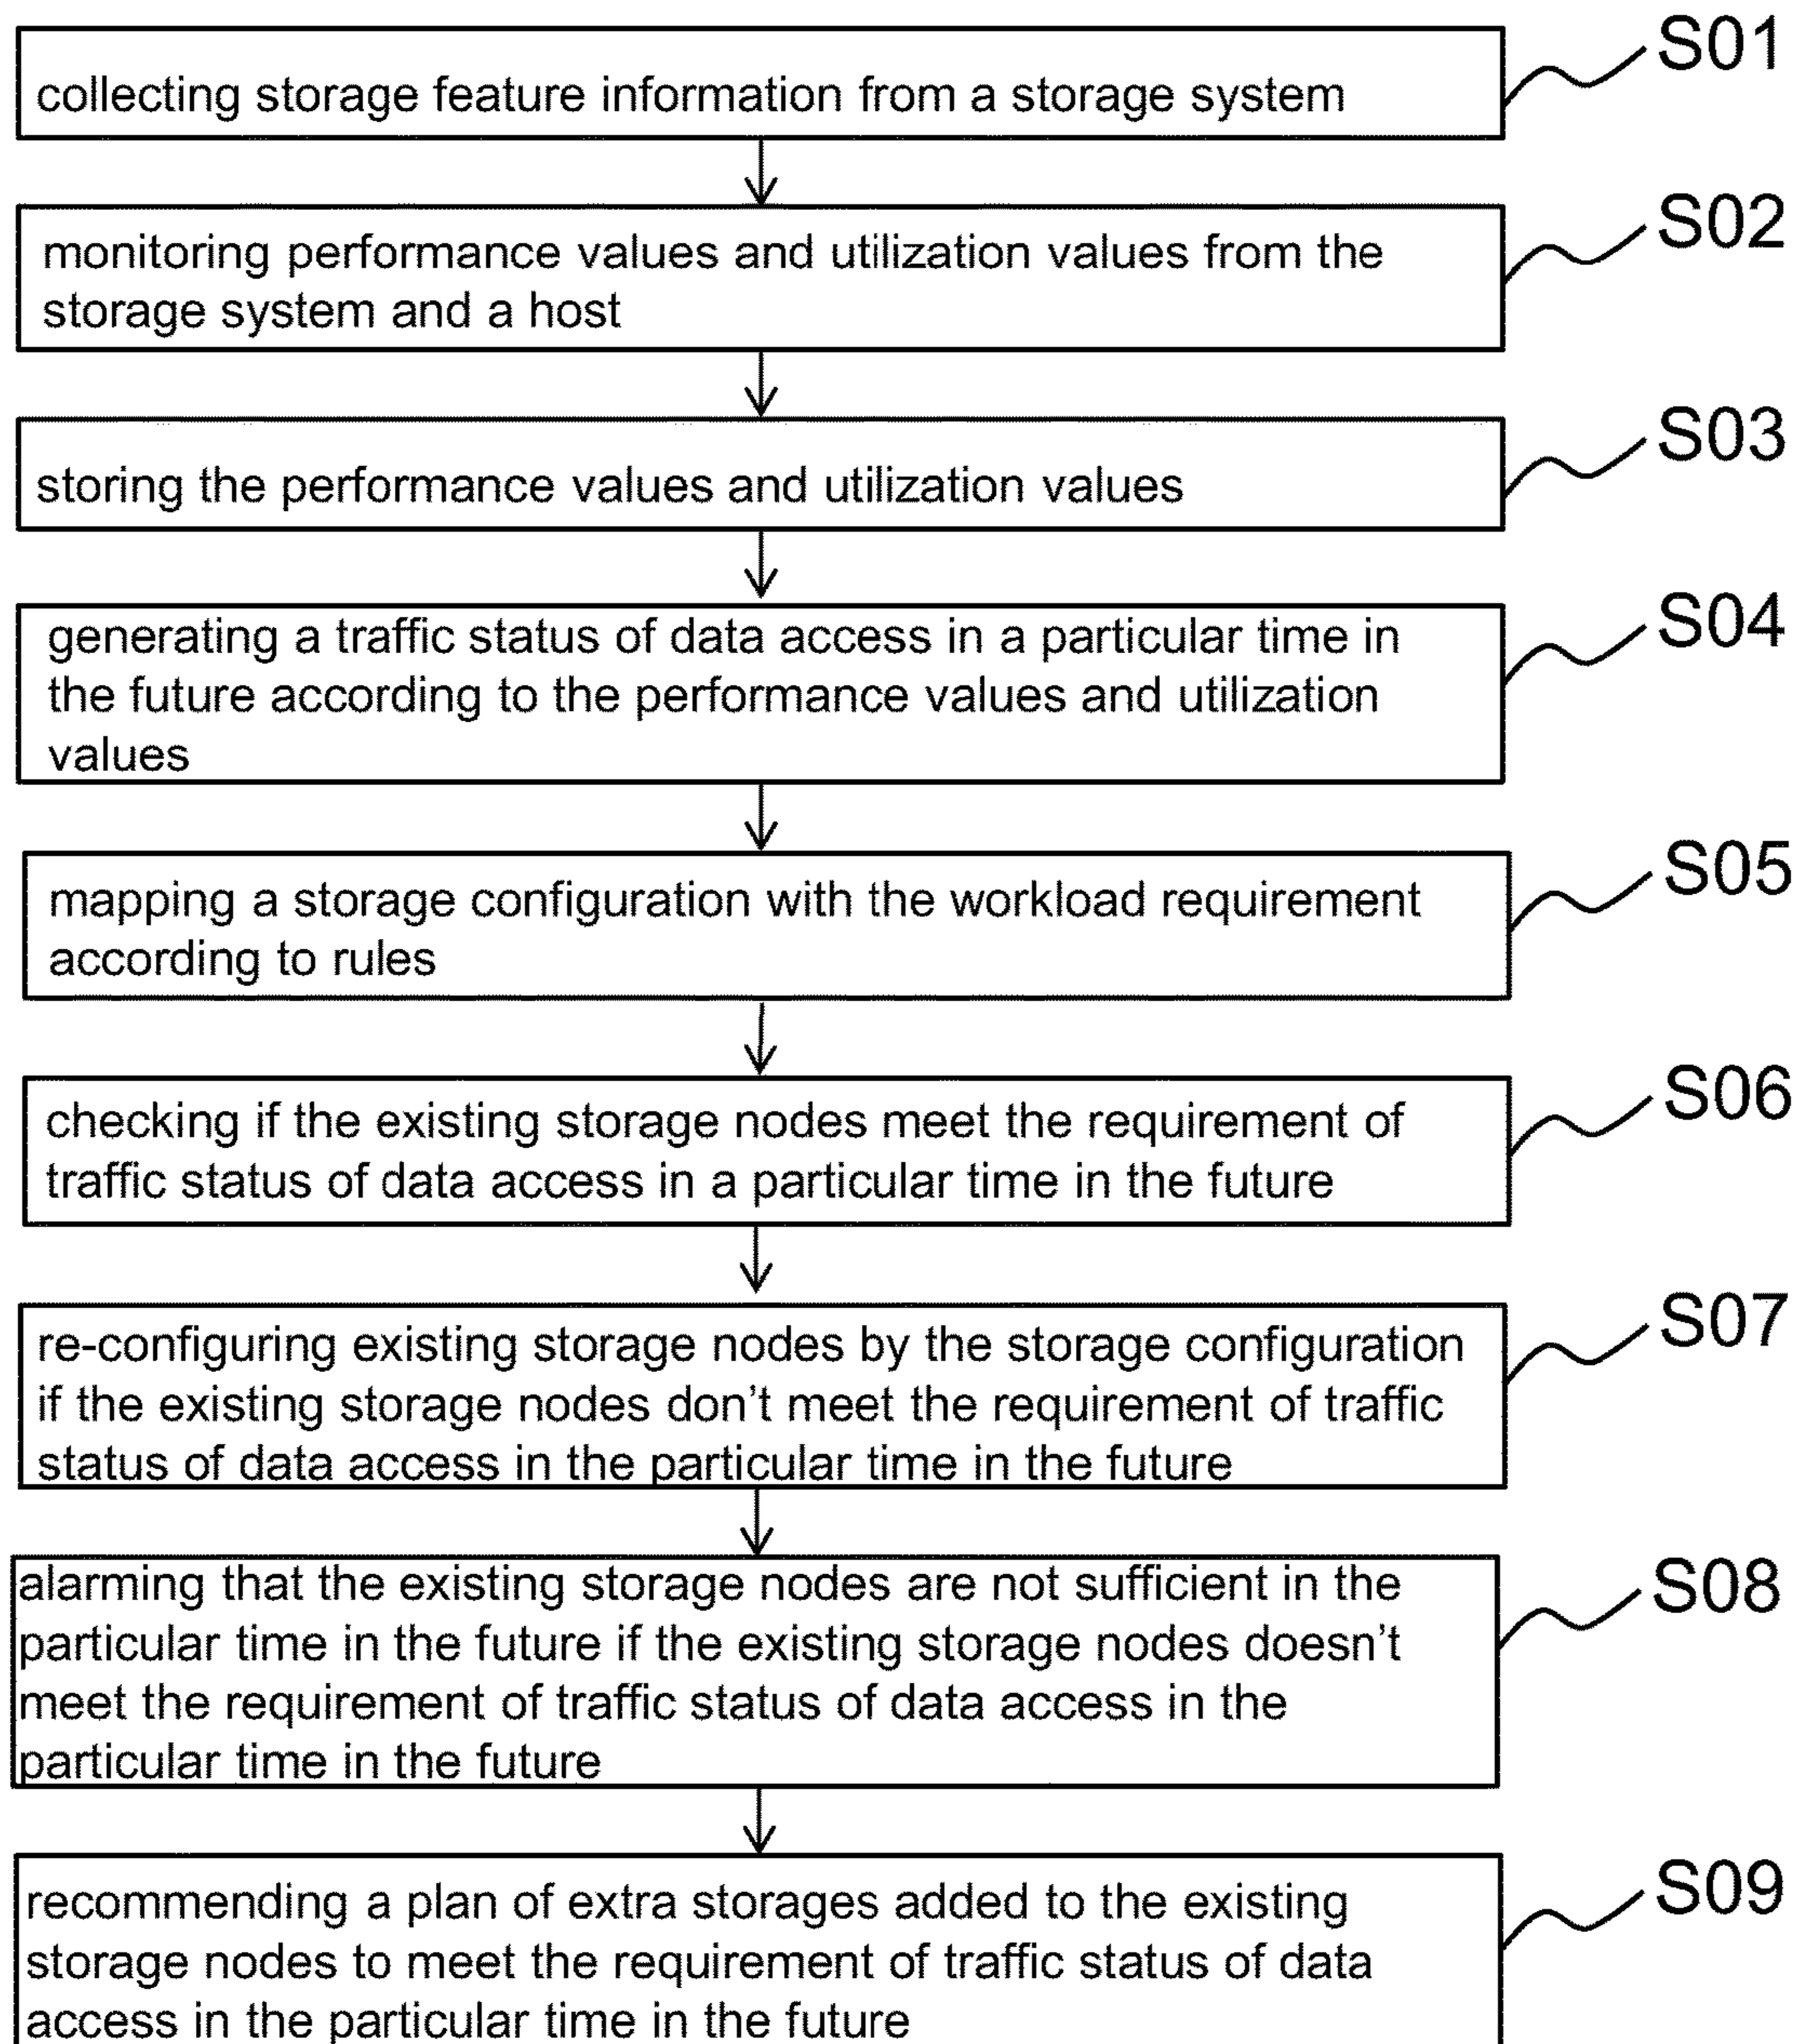 collecting storage feature information from a storage system
S01
monitoring performance values and utilization values from the
storage system and a host
S02
storing the performance values and utilization values
S03
generating a traffic status of data access in a particular time in
the future according to the performance values and utilization
values
S04
mapping a storage configuration with the workload requirement
according to rules
S05
checking if the existing storage nodes meet the requirement of
traffic status of data access in a particular time in the future
S06
re-configuring existing storage nodes by the storage configuration
if the existing storage nodes don't meet the requirement of traffic
status of data access in the particular time in the future
S07
alarming that the existing storage nodes are not sufficient in the
particular time in the future if the existing storage nodes doesn't
meet the requirement of traffic status of data access in the
particular time in the future
S08
recommending a plan of extra storages added to the existing
storage nodes to meet the requirement of traffic status of data
access in the particular time in the future
S09